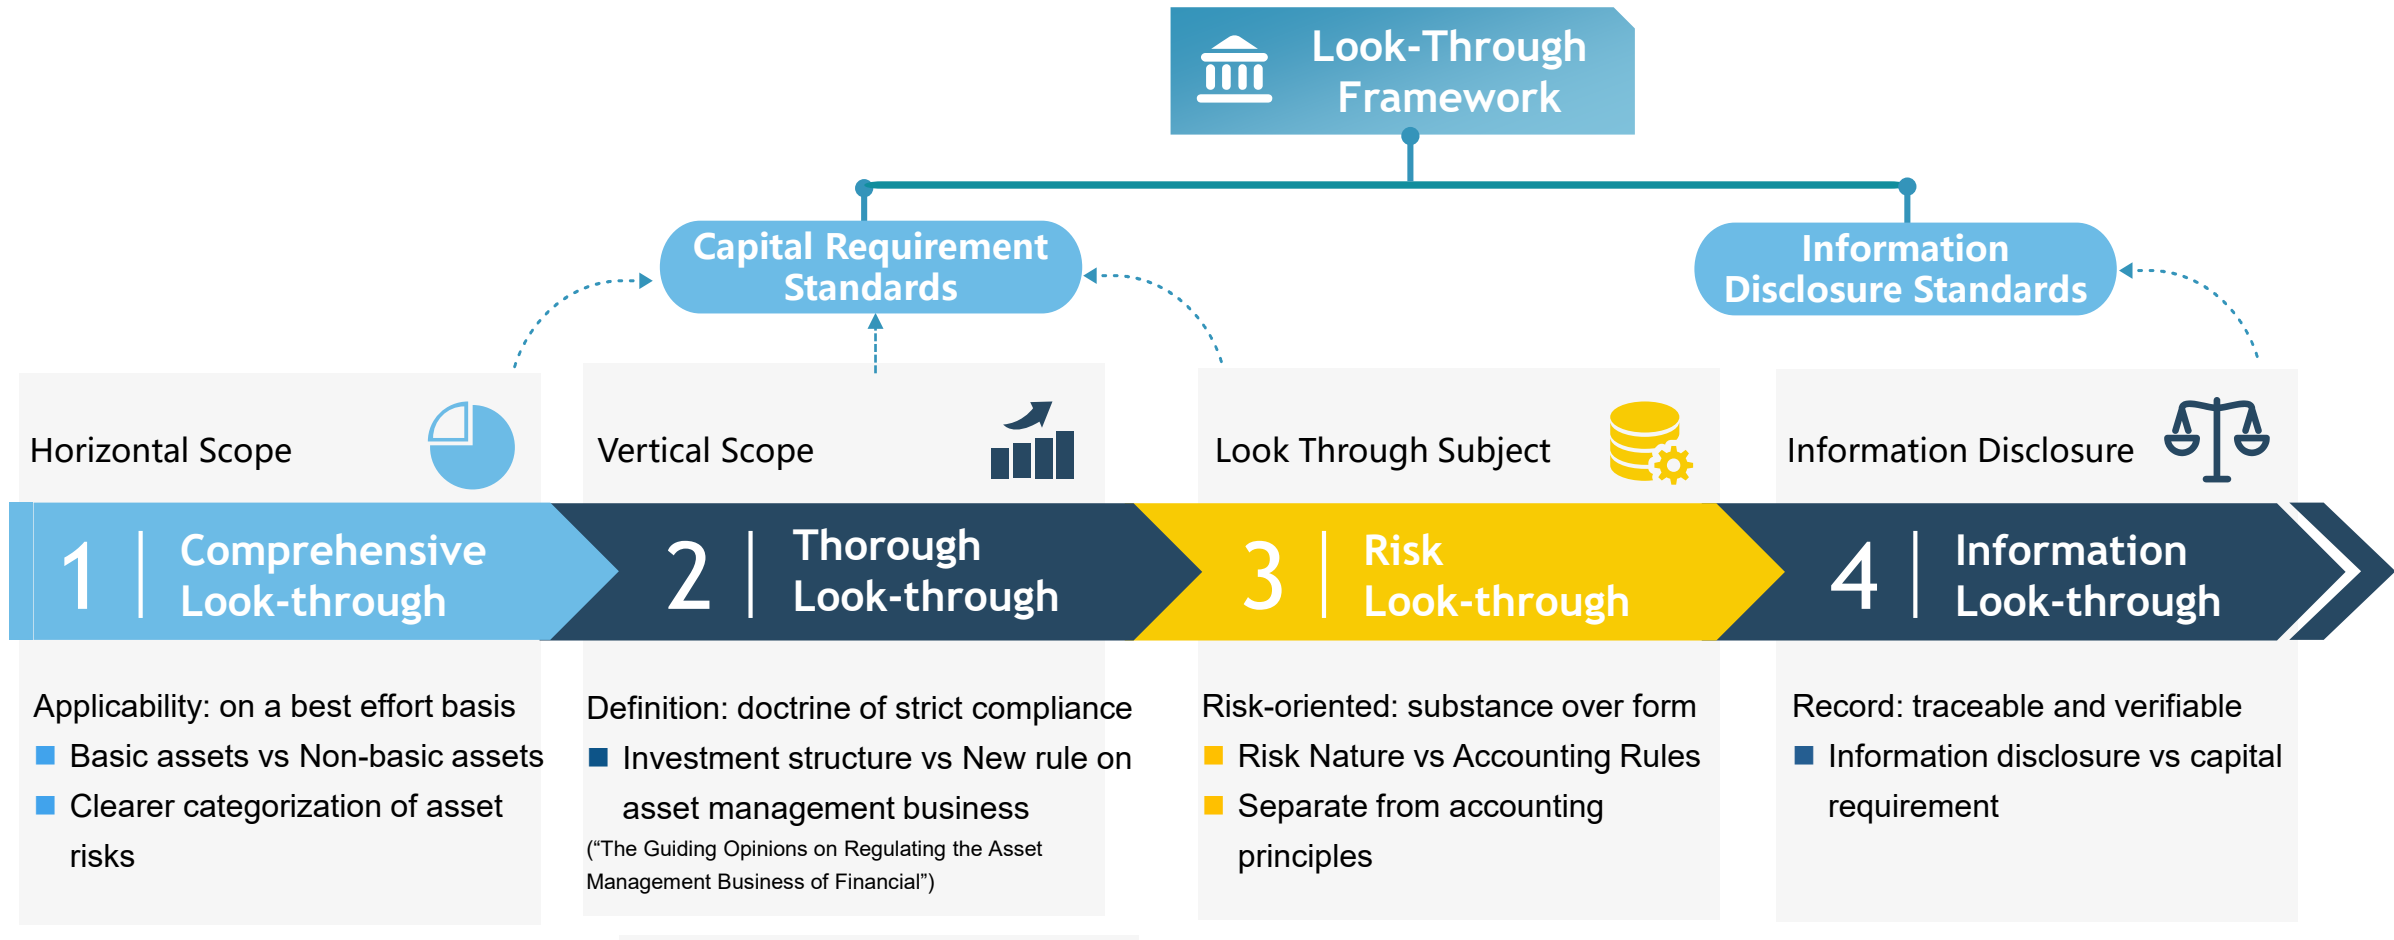 Look-Through
Framework
Capital Requirement
Standards
Information
Disclosure Standards
Horizontal Scope
1
Comprehensive
Look-through
Applicability: on a best effort basis
Basic assets vs Non-basic assets
Clearer categorization of asset
risks
Vertical Scope
2
Thorough
Look-through
Definition: doctrine of strict compliance
Investment structure vs New rule on
asset management business
(“The Guiding Opinions on Regulating the Asset
Management Business of Financial”)
Look Through Subject
3
Risk
Look-through
Risk-oriented: substance over form
Risk Nature vs Accounting Rules
Separate from accounting
principles
Information Disclosure
4
Information
Look-through
Record: traceable and verifiable
Information disclosure vs capital
requirement